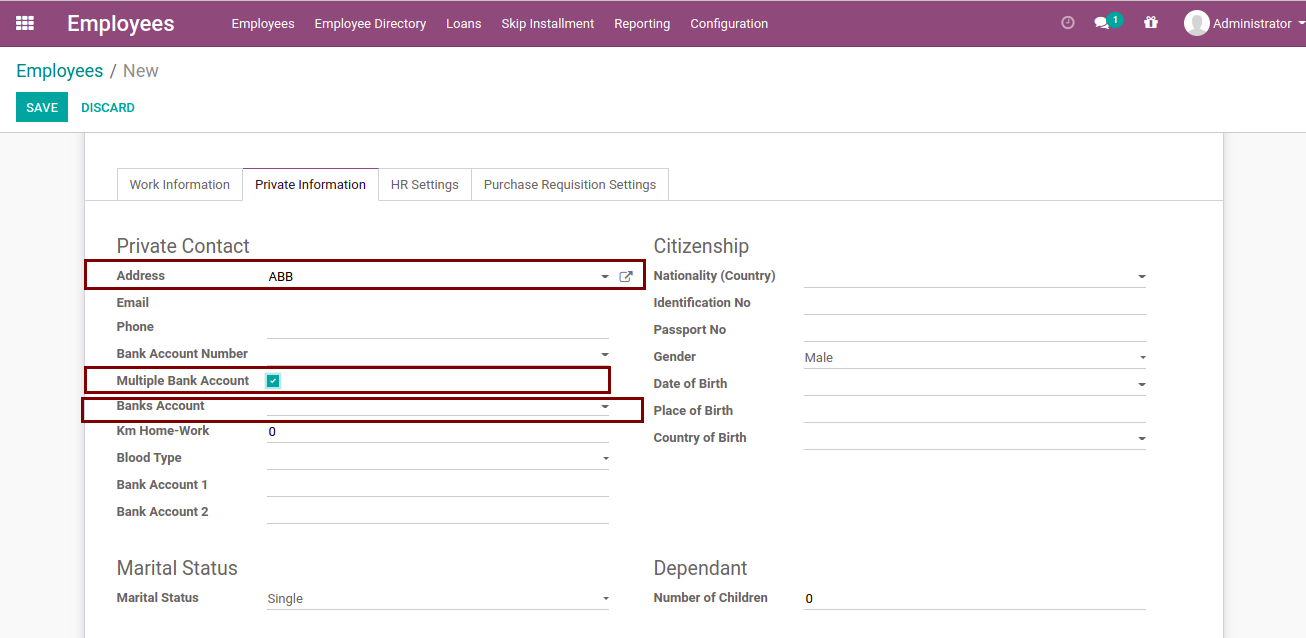 Employees Employees Employee Directory Loans Skip Installment Reporting Configuration 1 Administrator
Employees / New
SAVE DISCARD
Work Information Private Information HR Settings Purchase Requisition Settings
Private Contact
Address ABB
Email
Phone
Bank Account Number
Multiple Bank Account
Banks Account
Km Home-Work 0
Blood Type
Bank Account 1
Bank Account 2
Citizenship
Nationality (Country)
Identification No
Passport No
Gender Male
Date of Birth
Place of Birth
Country of Birth
Marital Status
Marital Status Single
Dependant
Number of Children 0